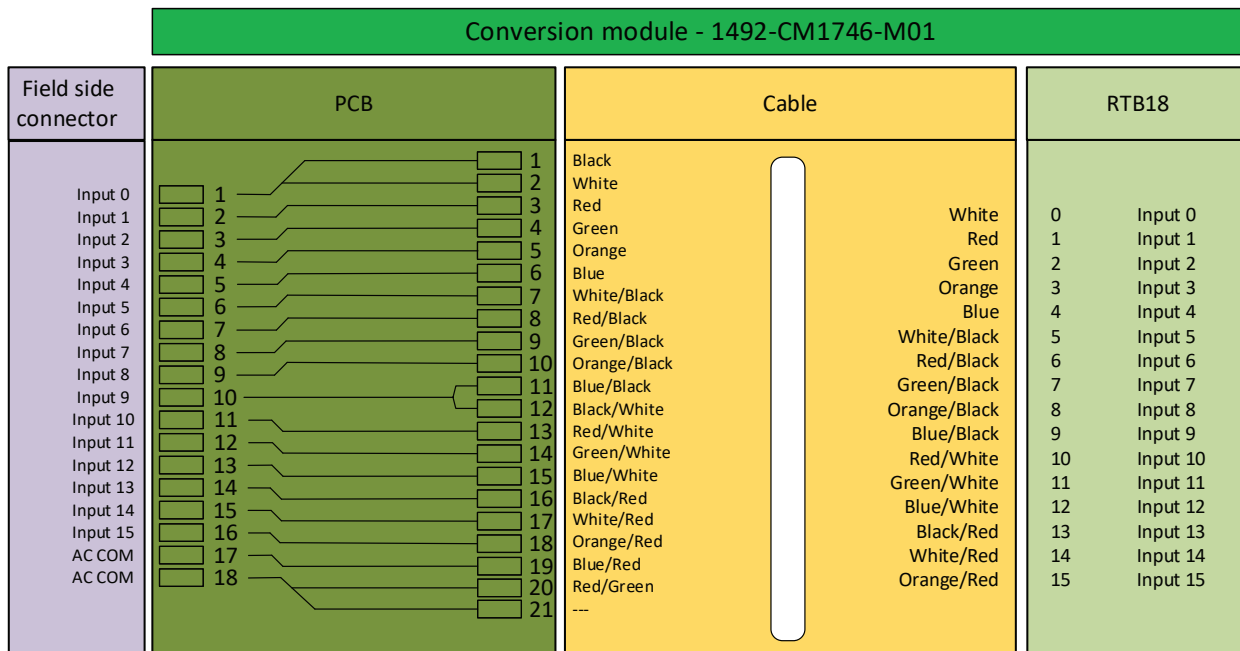 Conversion module - 1492-CM1746-M01
Field side
connector
PCB
Cable
RTB18
Input 0
Input 1
Input 2
Input 3
Input 4
Input 5
Input 6
Input 7
Input 8
Input 9
Input 10
Input 11
Input 12
Input 13
Input 14
Input 15
AC COM
AC COM
1
2
3
4
5
6
7
8
9
10
11
12
13
14
15
16
17
18
1
2
3
4
5
6
7
8
9
10
11
12
13
14
15
16
17
18
19
20
21
Black
White
Red
Green
Orange
Blue
White/Black
Red/Black
Green/Black
Orange/Black
Blue/Black
Black/White
Red/White
Green/White
Blue/White
Black/Red
White/Red
Orange/Red
Blue/Red
Red/Green
---
White 0 Input 0
Red 1 Input 1
Green 2 Input 2
Orange 3 Input 3
Blue 4 Input 4
White/Black 5 Input 5
Red/Black 6 Input 6
Green/Black 7 Input 7
Orange/Black 8 Input 8
Blue/Black 9 Input 9
Red/White 10 Input 10
Green/White 11 Input 11
Blue/White 12 Input 12
Black/Red 13 Input 13
White/Red 14 Input 14
Orange/Red 15 Input 15